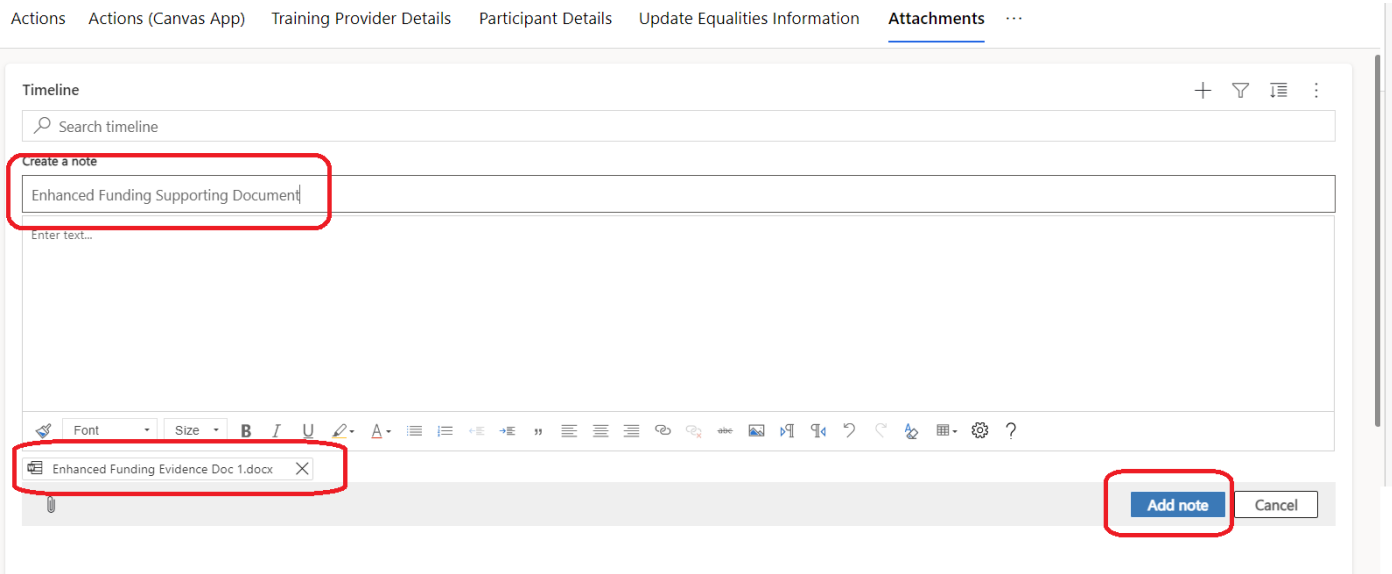 Actions Actions (Canvas App) Training Provider Details Participant Details Update Equalities Information Attachments ...
Timeline
Search timeline
Create a note
Enhanced Funding Supporting Document
Enter text...
Font Size B I U A abc ?
Enhanced Funding Evidence Doc 1.docx
Add note Cancel